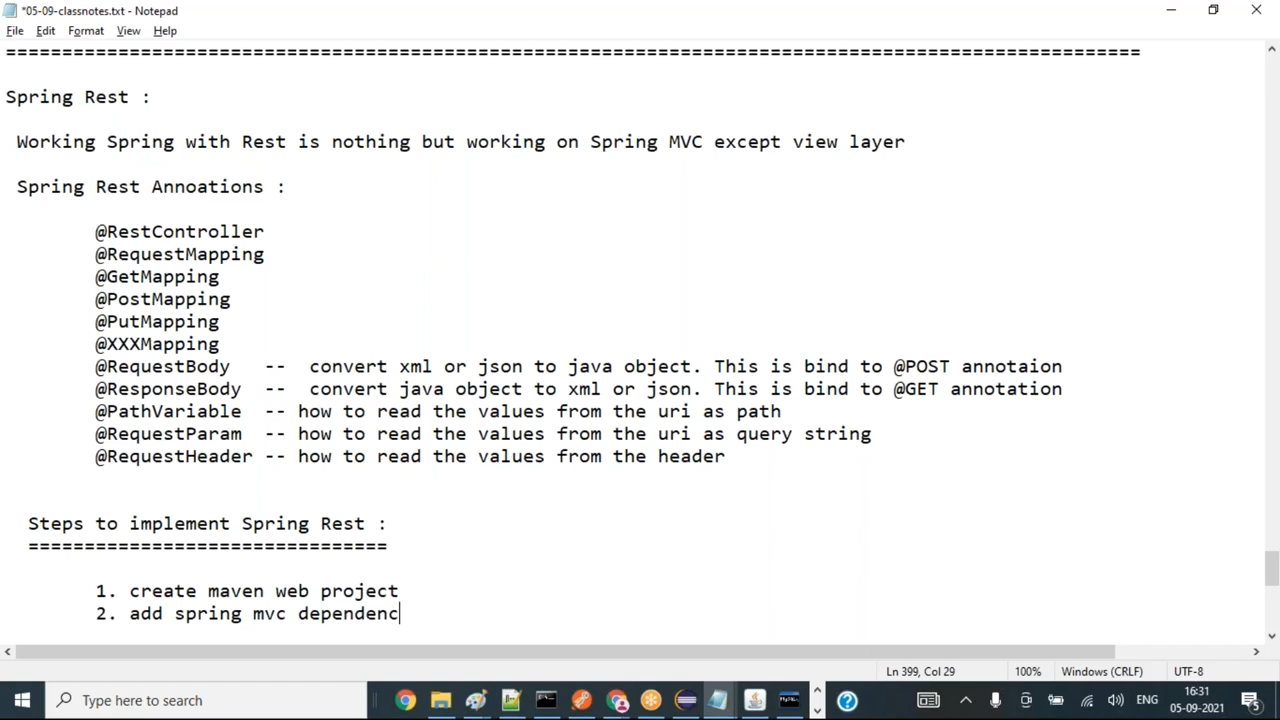 *05-09-classnotes.txt - Notepad
File Edit Format View Help
=====================================================================================================
Spring Rest :
Working Spring with Rest is nothing but working on Spring MVC except view layer
Spring Rest Annoations :
@RestController
@RequestMapping
@GetMapping
@PostMapping
@PutMapping
@XXXMapping
@RequestBody -- convert xml or json to java object. This is bind to @POST annotaion
@ResponseBody -- convert java object to xml or json. This is bind to @GET annotation
@PathVariable -- how to read the values from the uri as path
@RequestParam -- how to read the values from the uri as query string
@RequestHeader -- how to read the values from the header
Steps to implement Spring Rest :
================================
1. create maven web project
2. add spring mvc dependenc
Ln 399, Col 29 100% Windows (CRLF) UTF-8
Type here to search
ENG
16:31
05-09-2021
5